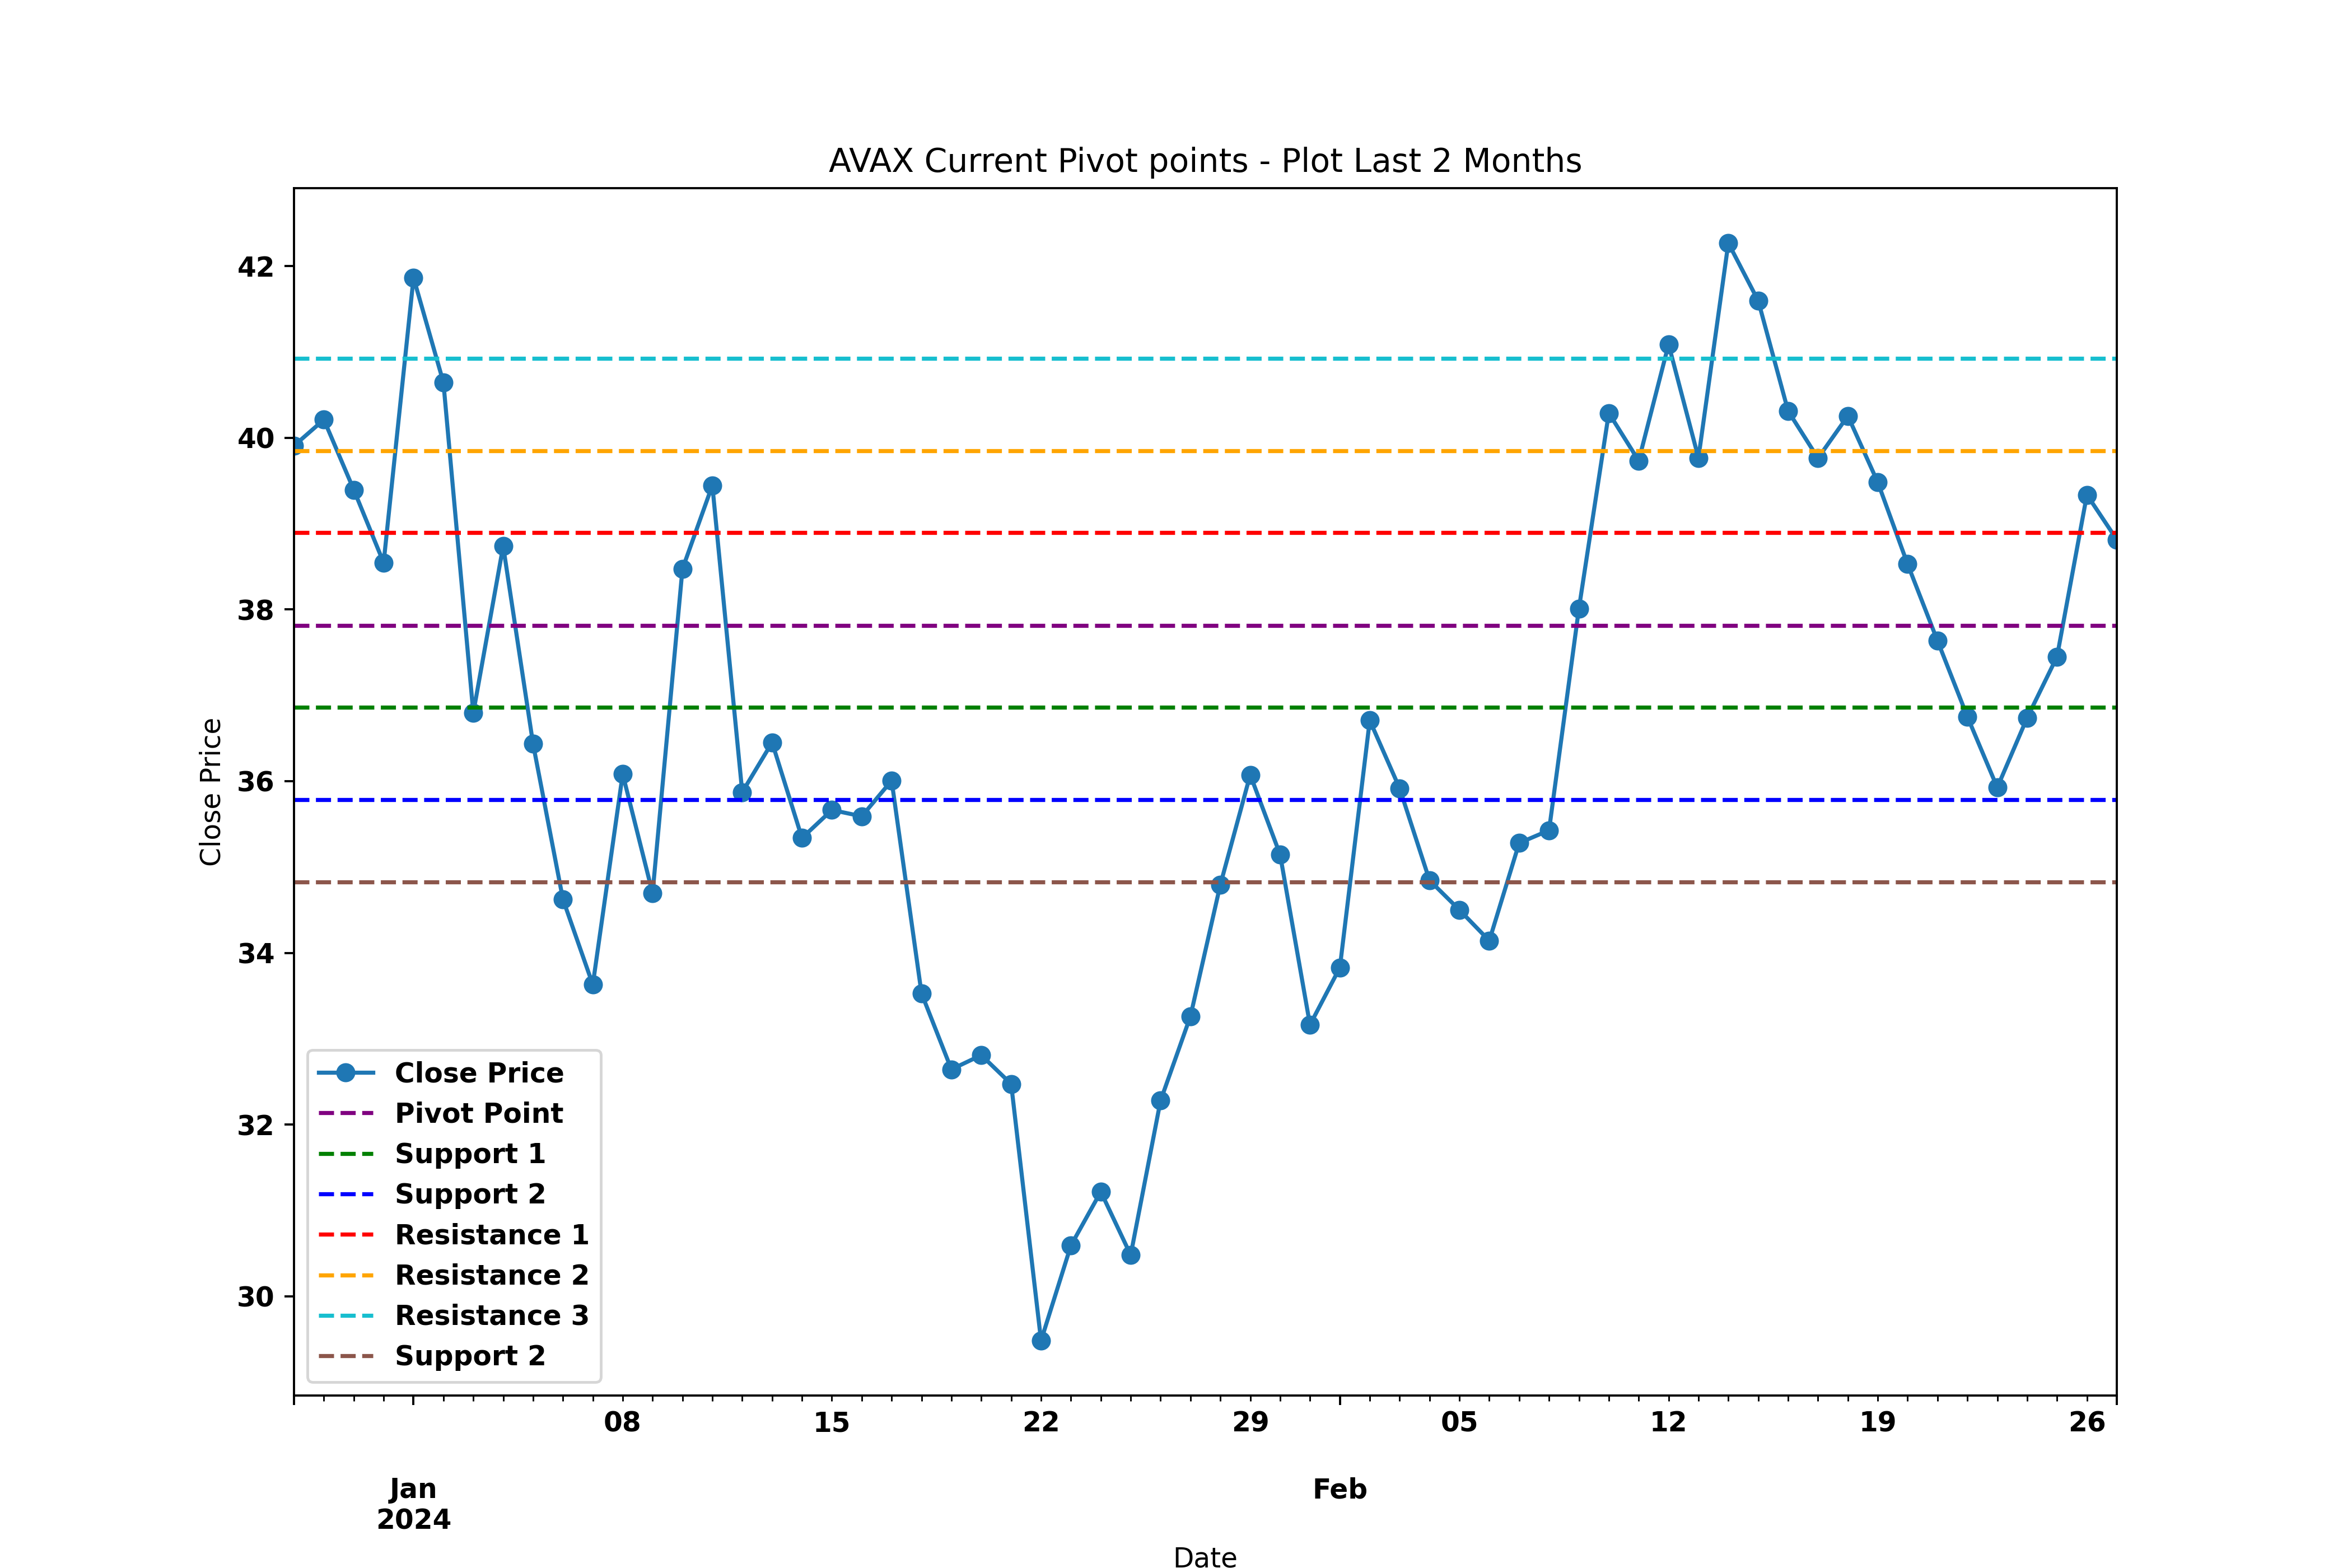 AVAX Current Pivot points - Plot Last 2 Months
42
40
38
36
34
32
30
Close Price
Close Price
Pivot Point
Support 1
Support 2
Resistance 1
Resistance 2
Resistance 3
Support 2
08 15 22 29 05 12 19 26
Jan Feb
2024
Date